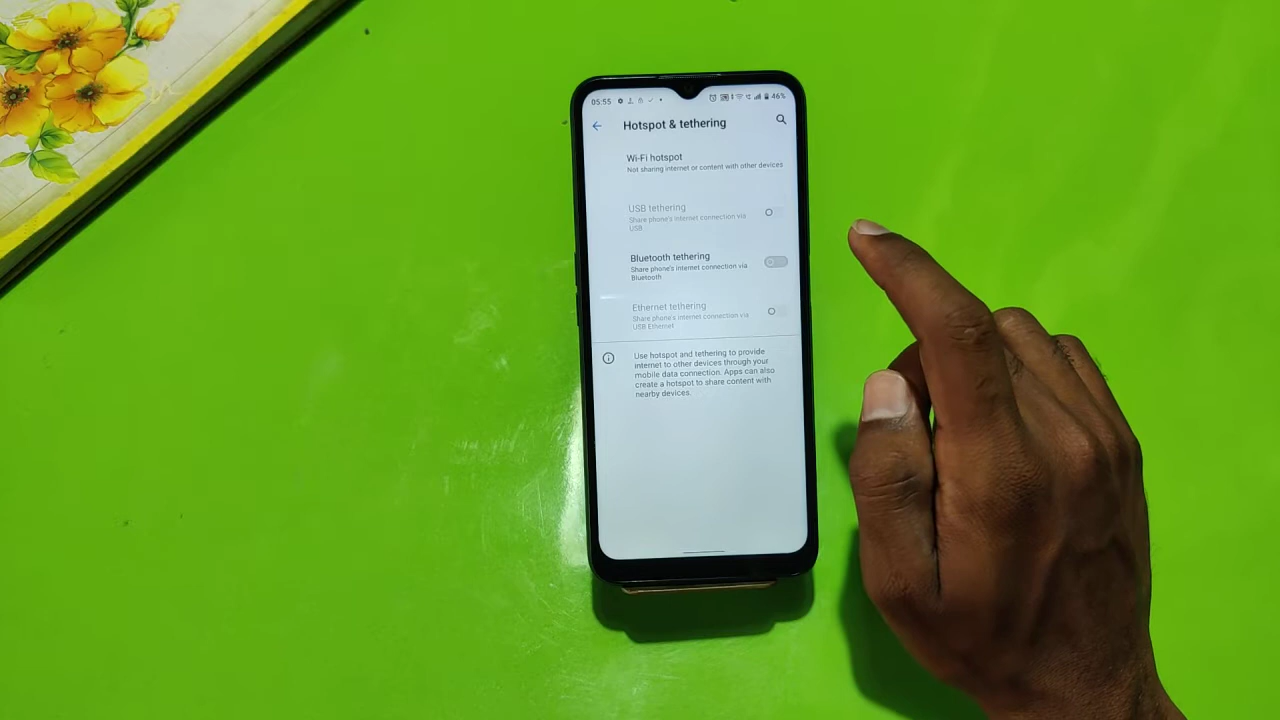 05:55 46%
Hotspot & tethering
Wi-Fi hotspot
Not sharing internet or content with other devices
USB tethering
Share phone's internet connection via
USB
Bluetooth tethering
Share phone's internet connection via
Bluetooth
Ethernet tethering
Share phone's internet connection via
USB Ethernet
Use hotspot and tethering to provide
internet to other devices through your
mobile data connection. Apps can also
create a hotspot to share content with
nearby devices.